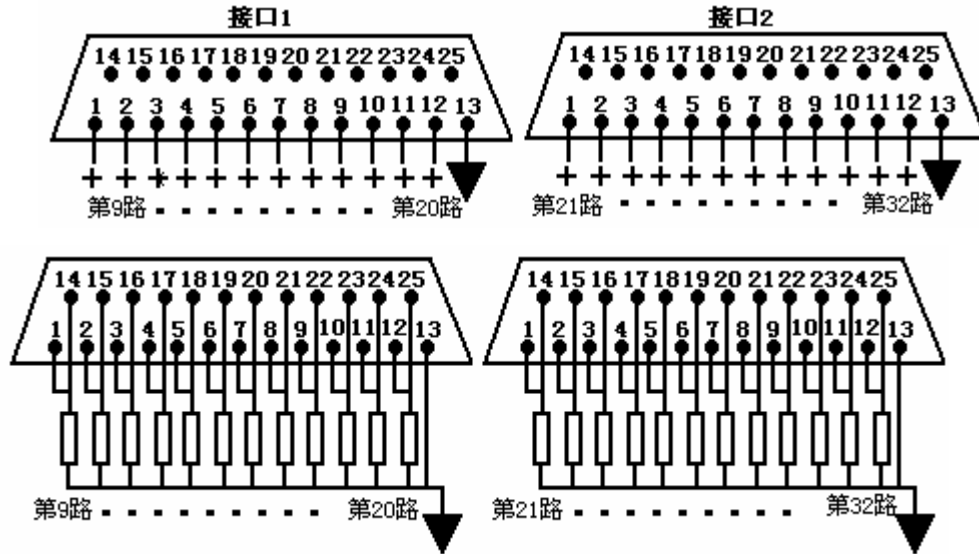 接口1 接口2
14 15 16 17 18 19 20 21 22 23 24 25 14 15 16 17 18 19 20 21 22 23 24 25
1 2 3 4 5 6 7 8 9 10 11 12 13 1 2 3 4 5 6 7 8 9 10 11 12 13
+ + + + + + + + + + + + + + + + + + + + + + + +
第9路 - - - - - - - - 第20路 第21路 - - - - - - - - 第32路
14 15 16 17 18 19 20 21 22 23 24 25 14 15 16 17 18 19 20 21 22 23 24 25
1 2 3 4 5 6 7 8 9 10 11 12 13 1 2 3 4 5 6 7 8 9 10 11 12 13
第9路 - - - - - - - - - 第20路 第21路 - - - - - - - - - 第32路